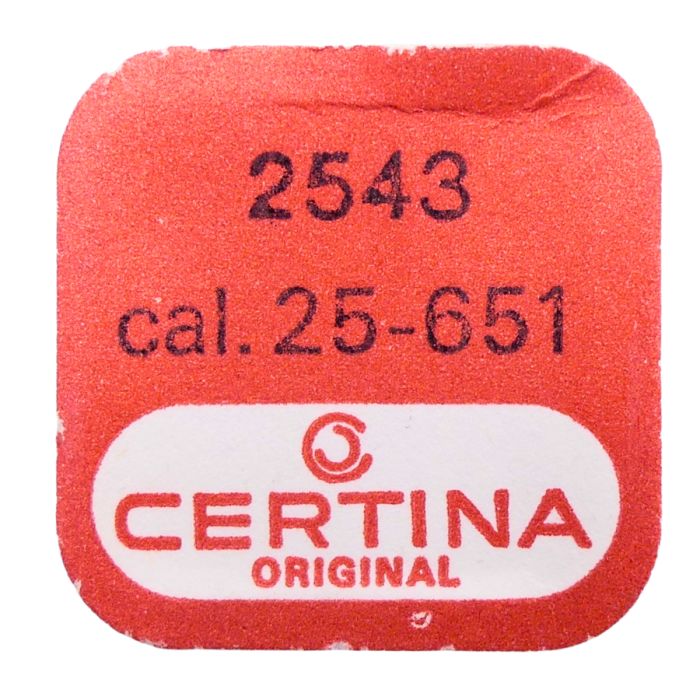 2543
cal. 25-651
CERTINA
ORIGINAL